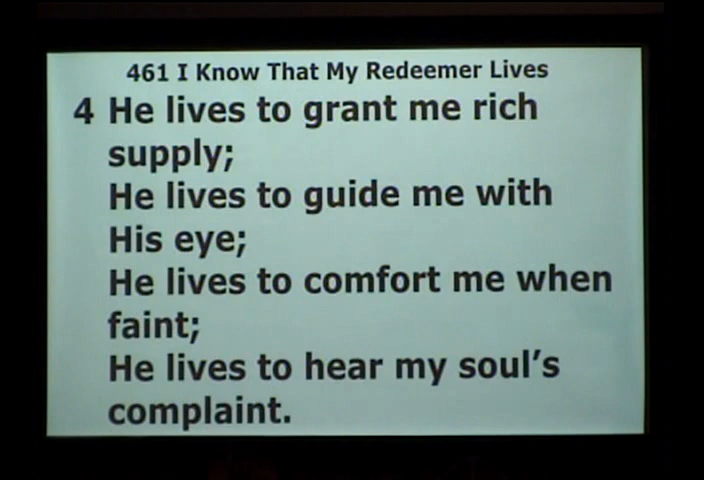 461 I Know That My Redeemer Lives
4 He lives to grant me rich
supply;
He lives to guide me with
His eye;
He lives to comfort me when
faint;
He lives to hear my soul's
complaint.